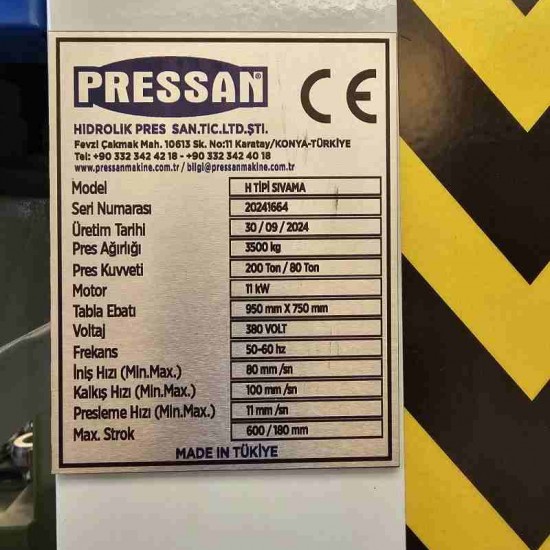 PRESSAN®
CE
HIDROLIK PRES SAN.TIC.LTD.ŞTI.
Fevzi Çakmak Mah. 10613 Sk. No:11 Karatay/KONYA-TÜRKİYE
Tel: +90 332 342 42 18 - +90 332 342 40 18
www.pressanmakine.com.tr / bilgi@pressanmakine.com.tr
Model H TİPİ SIVAMA
Seri Numarası 20241664
Üretim Tarihi 30 / 09 / 2024
Pres Ağırlığı 3500 kg
Pres Kuvveti 200 Ton / 80 Ton
Motor 11 kW
Tabla Ebatı 950 mm X 750 mm
Voltaj 380 VOLT
Frekans 50-60 hz
İniş Hızı (Min.Max.) 80 mm /sn
Kalkış Hızı (Min.Max.) 100 mm /sn
Presleme Hızı (Min.Max.) 11 mm /sn
Max. Strok 600 / 180 mm
MADE IN TÜKİYE